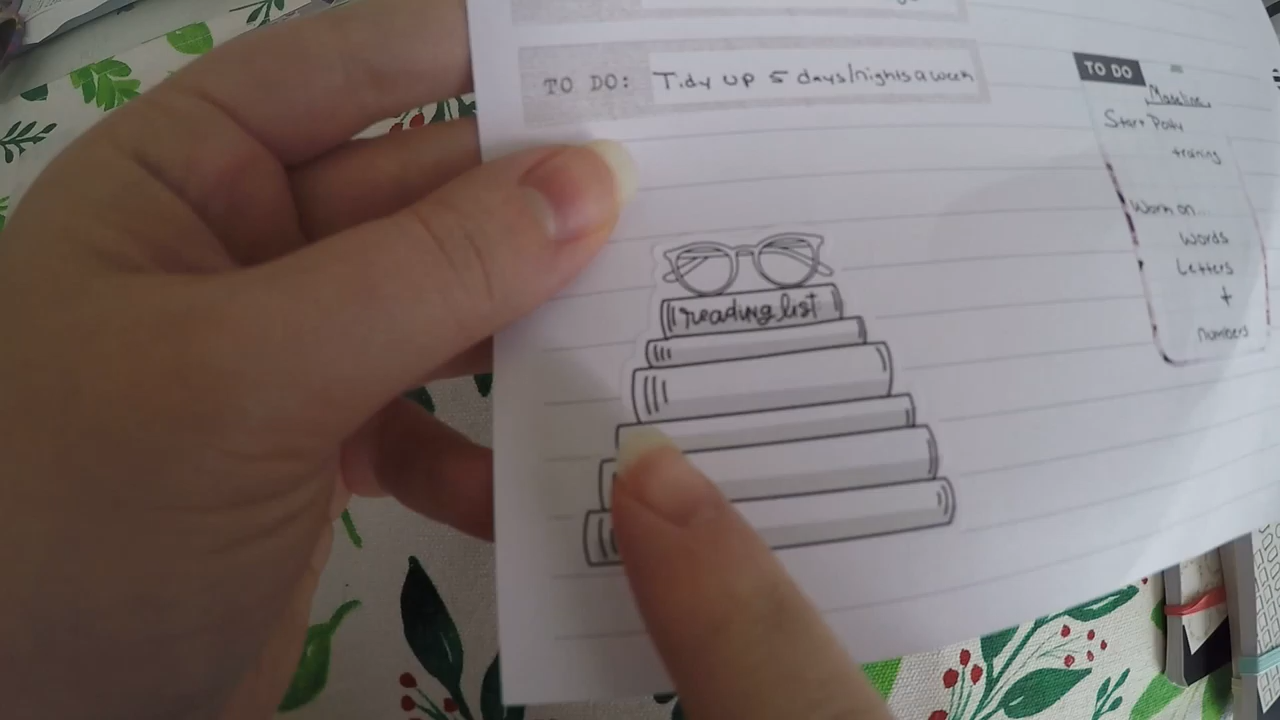 TO DO: Tidy up 5 days/nights a week
TO DO
Start Potty
training
Work on...
Words
Letters
+
numbers
reading list